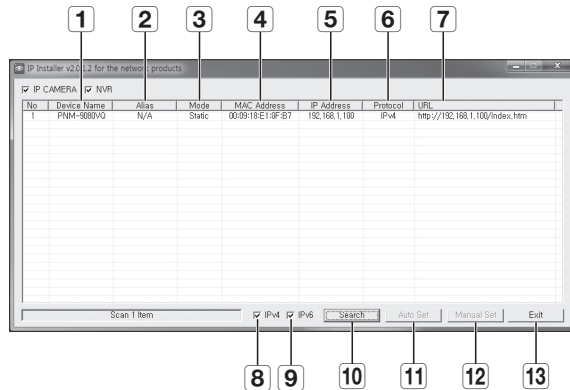 1 2 3 4 5 6 7
IP Installer v2.0.1.2 for the network products
IP CAMERA NVR
No Device Name Alias Mode MAC Address IP Address Protocol URL
1 PNM-9080VQ N/A Static 00:09:18:E1:0F:B7 192,168,1,100 IPv4 http://192,168,1,100/index,htm
Scan 1 Item IPv4 IPv6 Search Auto Set Manual Set Exit
8 9 10 11 12 13